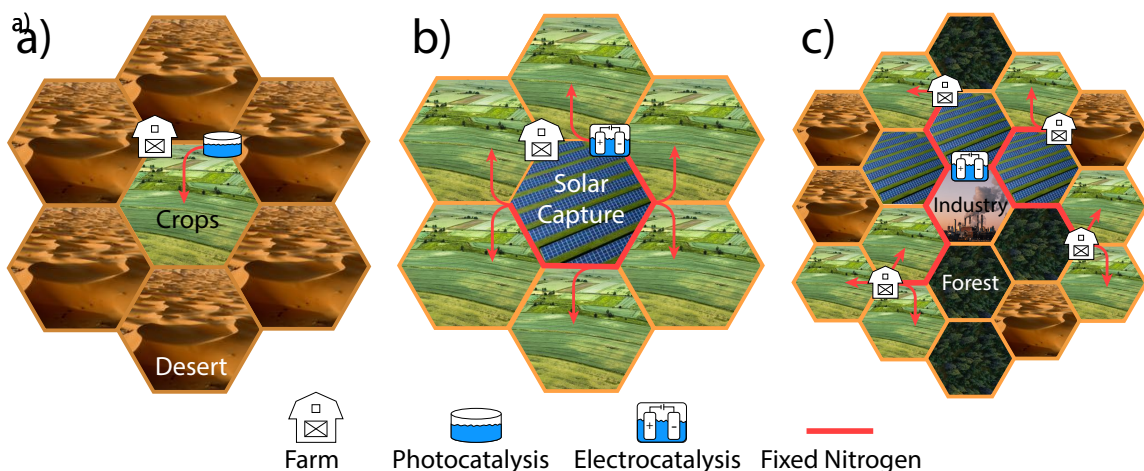 a)
a)
b)
c)
Crops
Desert
Solar
Capture
Industry
Forest
+ -
+ -
+ -
Farm
Photocatalysis
Electrocatalysis
Fixed Nitrogen